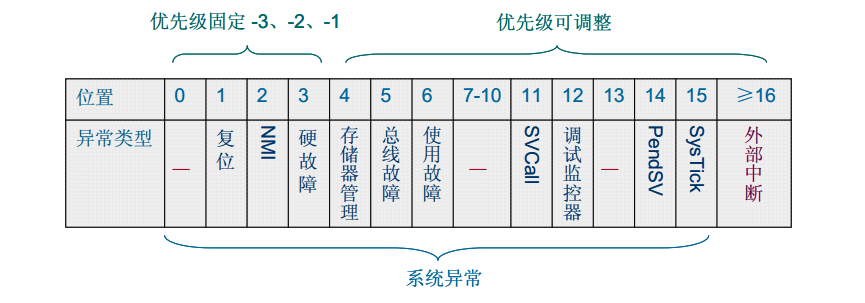 优先级固定 -3、-2、-1 优先级可调整
位置 0 1 2 3 4 5 6 7-10 11 12 13 14 15 ≥16
异常类型 — 复位 NMI 硬故障 存储器管理 总线故障 使用故障 — SVCall 调试监控器 — PendSV SysTick 外部中断
系统异常